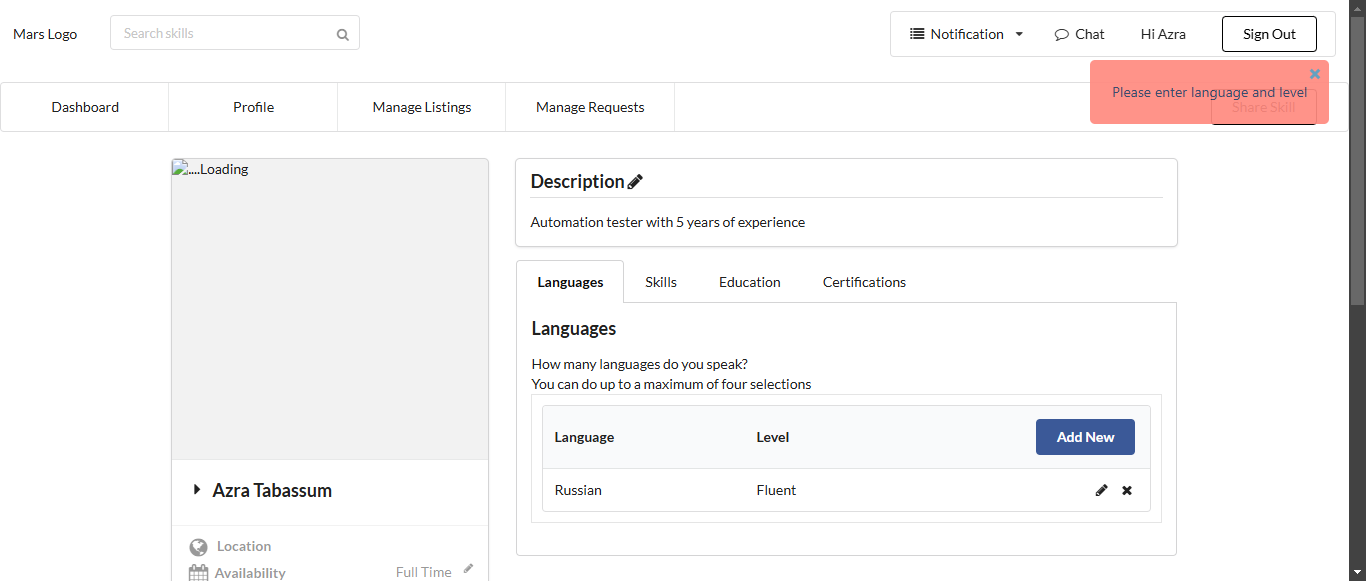 Mars Logo
Search skills
Notification
Chat
Hi Azra
Sign Out
Please enter language and level
Share Skill
Dashboard
Profile
Manage Listings
Manage Requests
....Loading
Description
Automation tester with 5 years of experience
Languages
Skills
Education
Certifications
Languages
How many languages do you speak?
You can do up to a maximum of four selections
Language
Level
Add New
Russian
Fluent
Azra Tabassum
Location
Availability
Full Time